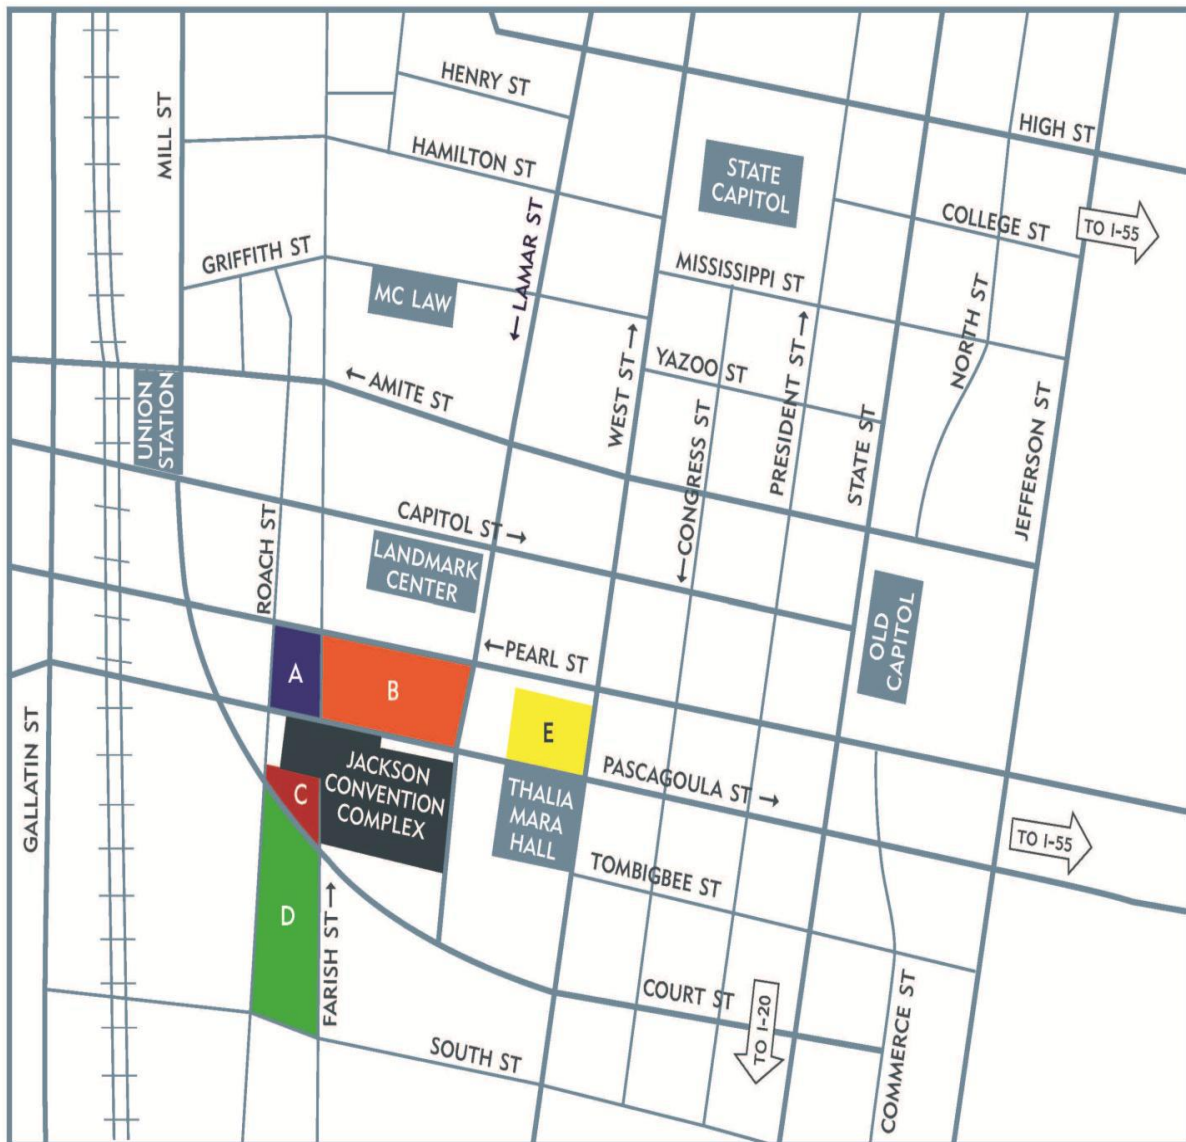 HENRY ST
HIGH ST
MILL ST
HAMILTON ST
STATE
CAPITOL
COLLEGE ST
TO I-55 
GRIFFITH ST
← LAMAR ST
MISSISSIPPI ST
MC LAW
NORTH ST
WEST ST →
PRESIDENT ST →
YAZOO ST
← AMITE ST
UNION
STATION
← CONGRESS ST
STATE ST
JEFFERSON ST
CAPITOL ST →
ROACH ST
LANDMARK
CENTER
OLD
CAPITOL
← PEARL ST
A
B
E
GALLATIN ST
JACKSON
CONVENTION
COMPLEX
PASCAGOULA ST →
THALIA
MARA
HALL
C
TO I-55
TOMBIGBEE ST
D
FARISH ST →
COURT ST
TO I-20
COMMERCE ST
SOUTH ST